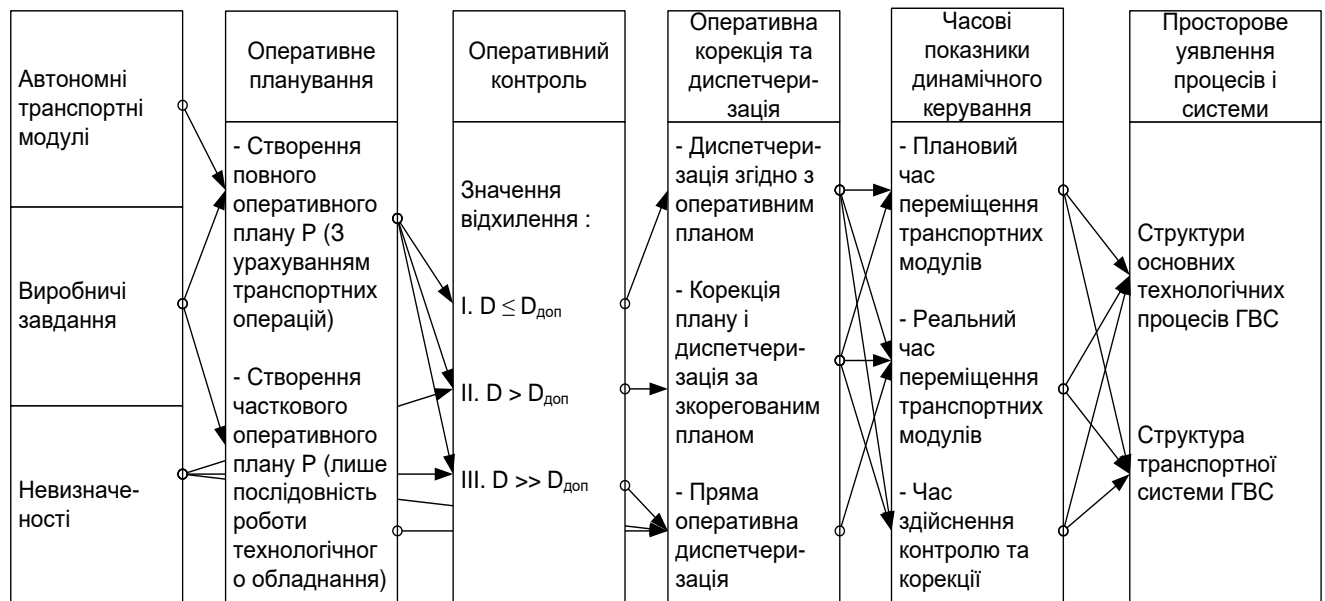 Автономні
транспортні
модулі
Виробничі
завдання
Невизначе-
ності
Оперативне
планування
- Створення
повного
оперативного
плану P (З
урахуванням
транспортних
операцій)
- Створення
часткового
оперативного
плану P (лише
послідовність
роботи
технологічног
о обладнання)
Оперативний
контроль
Значення
відхилення :
I. D ≤ Dдоп
II. D > Dдоп
III. D >> Dдоп
Оперативна
корекція та
диспетчери-
зація
- Диспетчери-
зація згідно з
оперативним
планом
- Корекція
плану і
диспетчери-
зація за
зкорегованим
планом
- Пряма
оперативна
диспетчери-
зація
Часові
показники
динамічного
керування
- Плановий
час
переміщення
транспортних
модулів
- Реальний
час
переміщення
транспортних
модулів
- Час
здійснення
контролю та
корекції
Просторове
уявлення
процесів і
системи
Структури
основних
технологічних
процесів ГВС
Структура
транспортної
системи ГВС